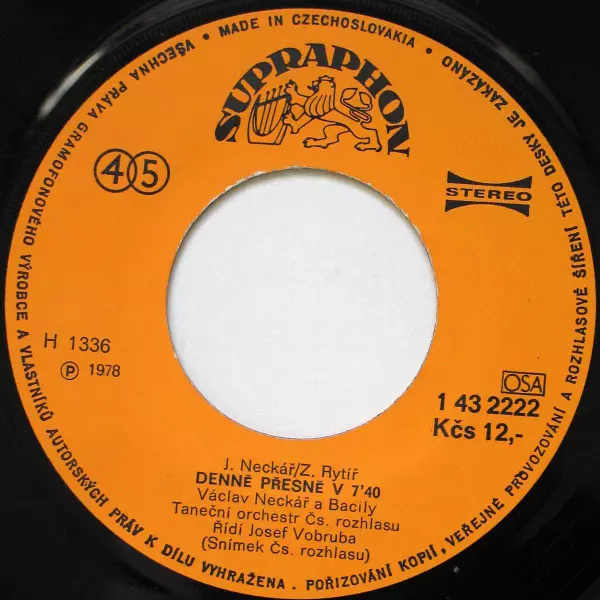 VŠECHNA PRÁVA GRAMOFONOVÉHO VÝROBCE A VLASTNÍKŮ AUTORSKÝCH PRÁV K DÍLU VYHRAŽENA. POŘIZOVÁNÍ KOPIÍ, VEŘEJNÉ PROVOZOVÁNÍ A ROZHLASOVÉ ŠÍŘENÍ TÉTO DESKY JE ZAKÁZÁNO
• MADE IN CZECHOSLOVAKIA •
SUPRAPHON
45
STEREO
H 1336
Ⓟ 1978
OSA
1 43 2222
Kčs 12,-
J. Neckář/Z. Rytíř
DENNĚ PŘESNĚ V 7'40
Václav Neckář a Bacily
Taneční orchestr Čs. rozhlasu
Řídí Josef Vobruba
(Snímek Čs. rozhlasu)